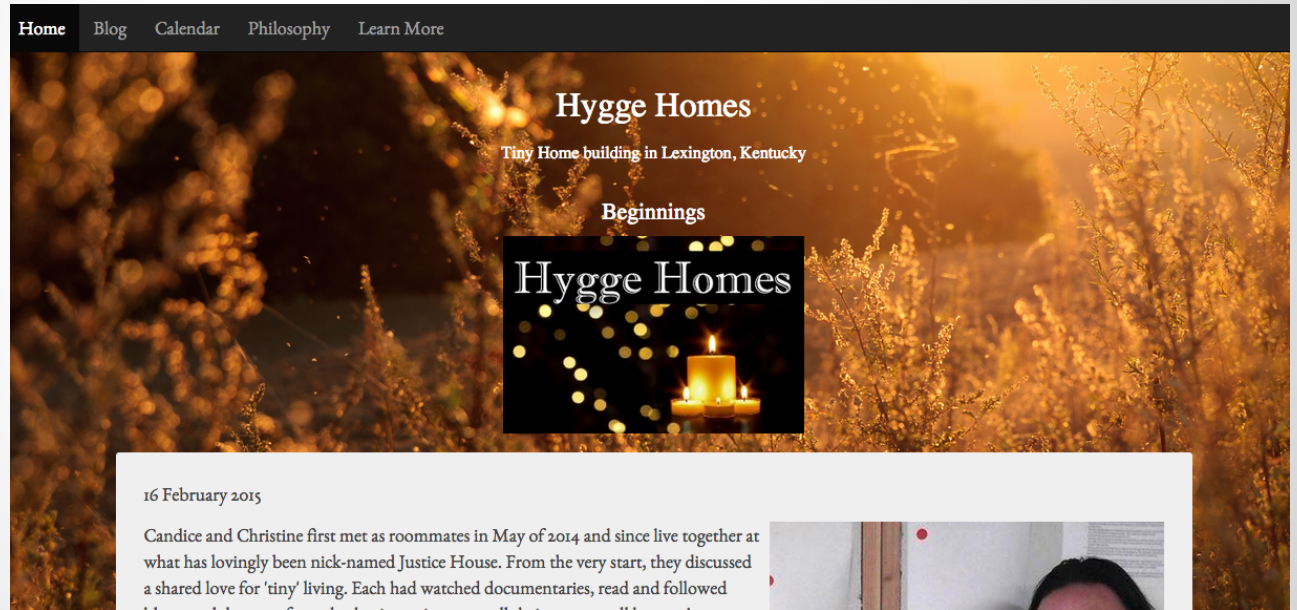 Home Blog Calendar Philosophy Learn More
Hygge Homes
Tiny Home building in Lexington, Kentucky
Beginnings
Hygge Homes
16 February 2015
Candice and Christine first met as roommates in May of 2014 and since live together at
what has lovingly been nick-named Justice House. From the very start, they discussed
a shared love for 'tiny' living. Each had watched documentaries, read and followed